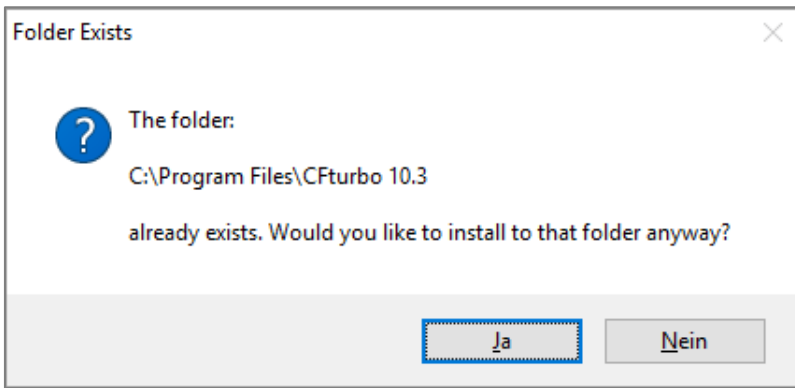 Folder Exists
The folder:
C:\Program Files\CFturbo 10.3
already exists. Would you like to install to that folder anyway?
Ja
Nein